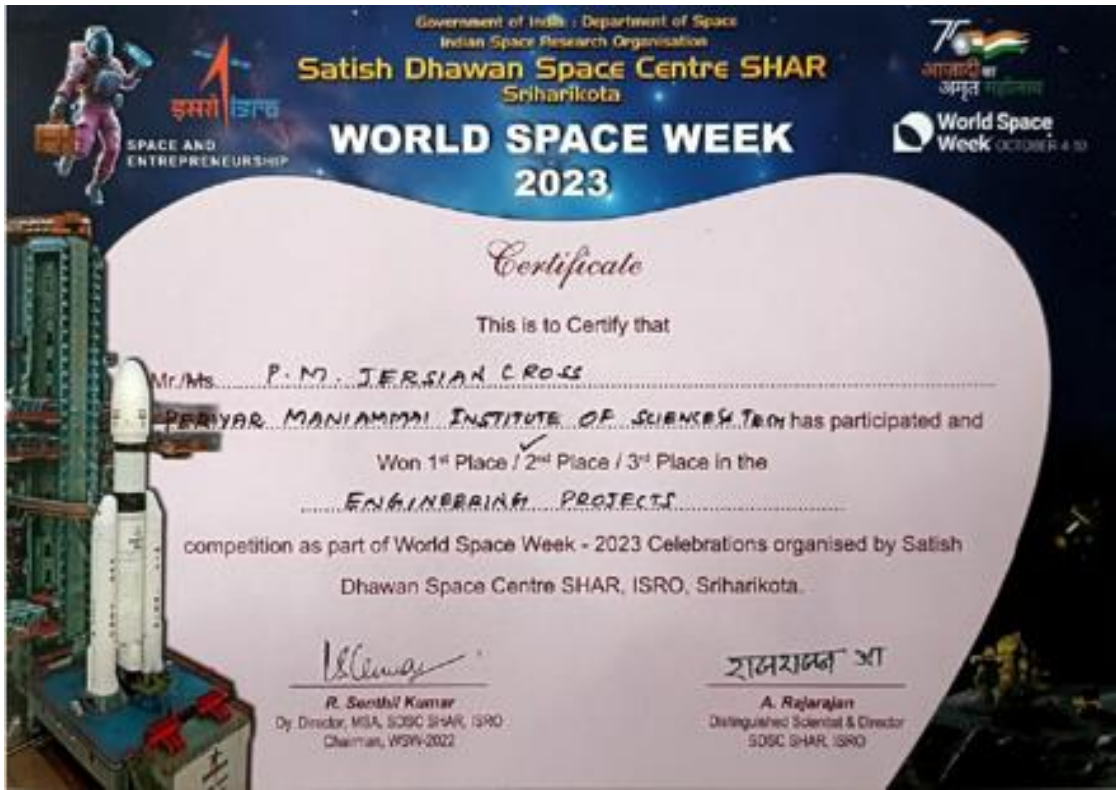 Government of India : Department of Space
Indian Space Research Organisation
Satish Dhawan Space Centre SHAR
Sriharikota
इसरो isro
SPACE AND
ENTREPRENEURSHIP
75
आज़ादी का
अमृत महोत्सव
World Space
Week OCTOBER 4-10
WORLD SPACE WEEK
2023
Certificate
This is to Certify that
Mr./Ms. P. M. JERSIAN CROSS
PERIYAR MANIAMMAI INSTITUTE OF SCIENCE & TECH has participated and
Won 1st Place / 2nd Place / 3rd Place in the
ENGINEERING PROJECTS
competition as part of World Space Week - 2023 Celebrations organised by Satish
Dhawan Space Centre SHAR, ISRO, Sriharikota.
राजराजन आ
R. Senthil Kumar
Dy. Director, MSA, SDSC SHAR, ISRO
Chairman, WSW-2022
A. Rajarajan
Distinguished Scientist & Director
SDSC SHAR, ISRO